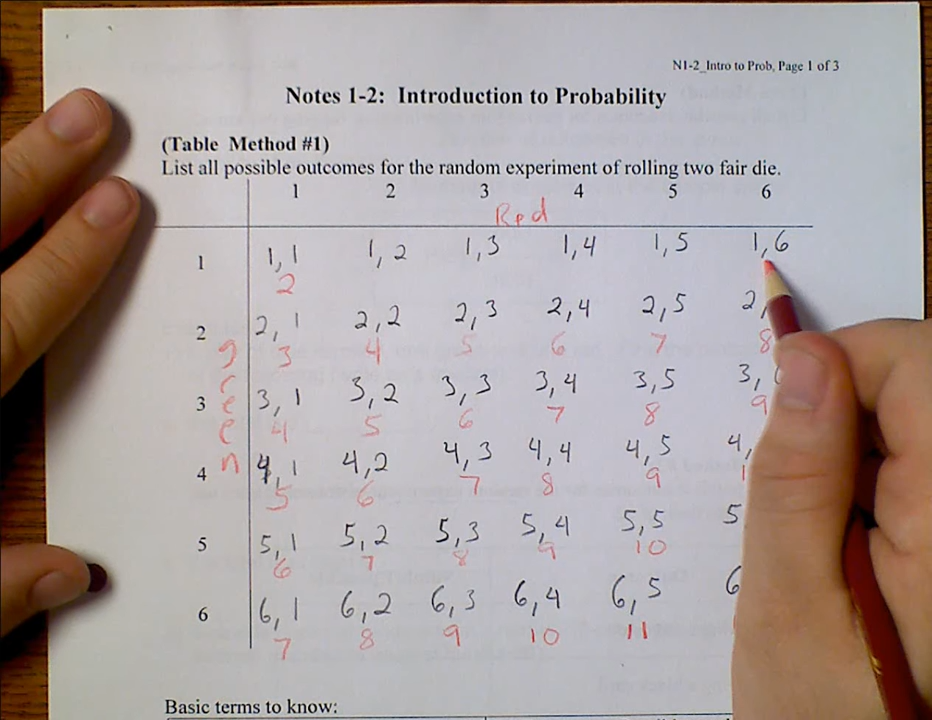 N1-2_Intro to Prob, Page 1 of 3
Notes 1-2: Introduction to Probability
(Table Method #1)
List all possible outcomes for the random experiment of rolling two fair die.
1 2 3 4 5 6
Red
green
1 1,1 1,2 1,3 1,4 1,5 1,6
2
2 2,1 2,2 2,3 2,4 2,5 2,
3 4 5 6 7 8
3 3,1 3,2 3,3 3,4 3,5 3,
4 5 6 7 8 9
4 4,1 4,2 4,3 4,4 4,5 4,
5 6 7 8 9 1
5 5,1 5,2 5,3 5,4 5,5 5
6 7 8 9 10
6 6,1 6,2 6,3 6,4 6,5 6
7 8 9 10 11
Basic terms to know: